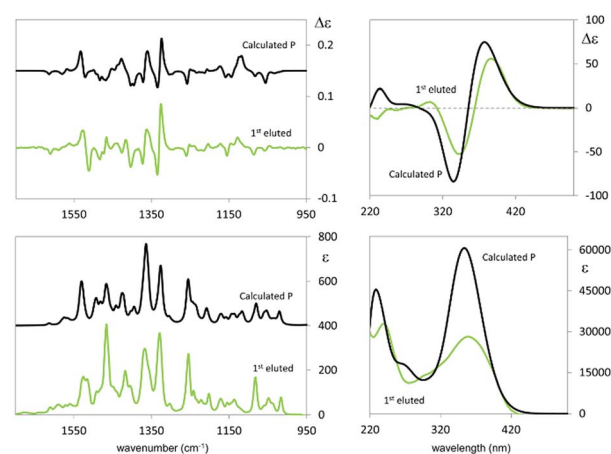 Δε
Calculated P
0.2
0.1
1st eluted
0
-0.1
1550
1350
1150
950
100
Δε
50
1st eluted
0
Calculated P
-50
-100
220
320
420
800
ε
600
Calculated P
400
1st eluted
200
0
1550
1350
1150
950
wavenumber (cm-1)
60000
Calculated P
ε
45000
30000
15000
1st eluted
0
220
320
420
wavelength (nm)